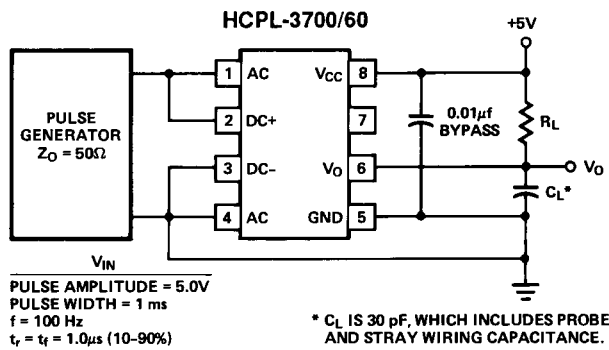 HCPL-3700/60
+5V
PULSE
GENERATOR
Z_O = 50Ω
1 AC
2 DC+
3 DC–
4 AC
V_CC 8
7
V_O 6
GND 5
0.01μf
BYPASS
R_L
V_O
C_L*
V_IN
PULSE AMPLITUDE = 5.0V
PULSE WIDTH = 1 ms
f = 100 Hz
t_r = t_f = 1.0μs (10–90%)
* C_L IS 30 pF, WHICH INCLUDES PROBE
AND STRAY WIRING CAPACITANCE.